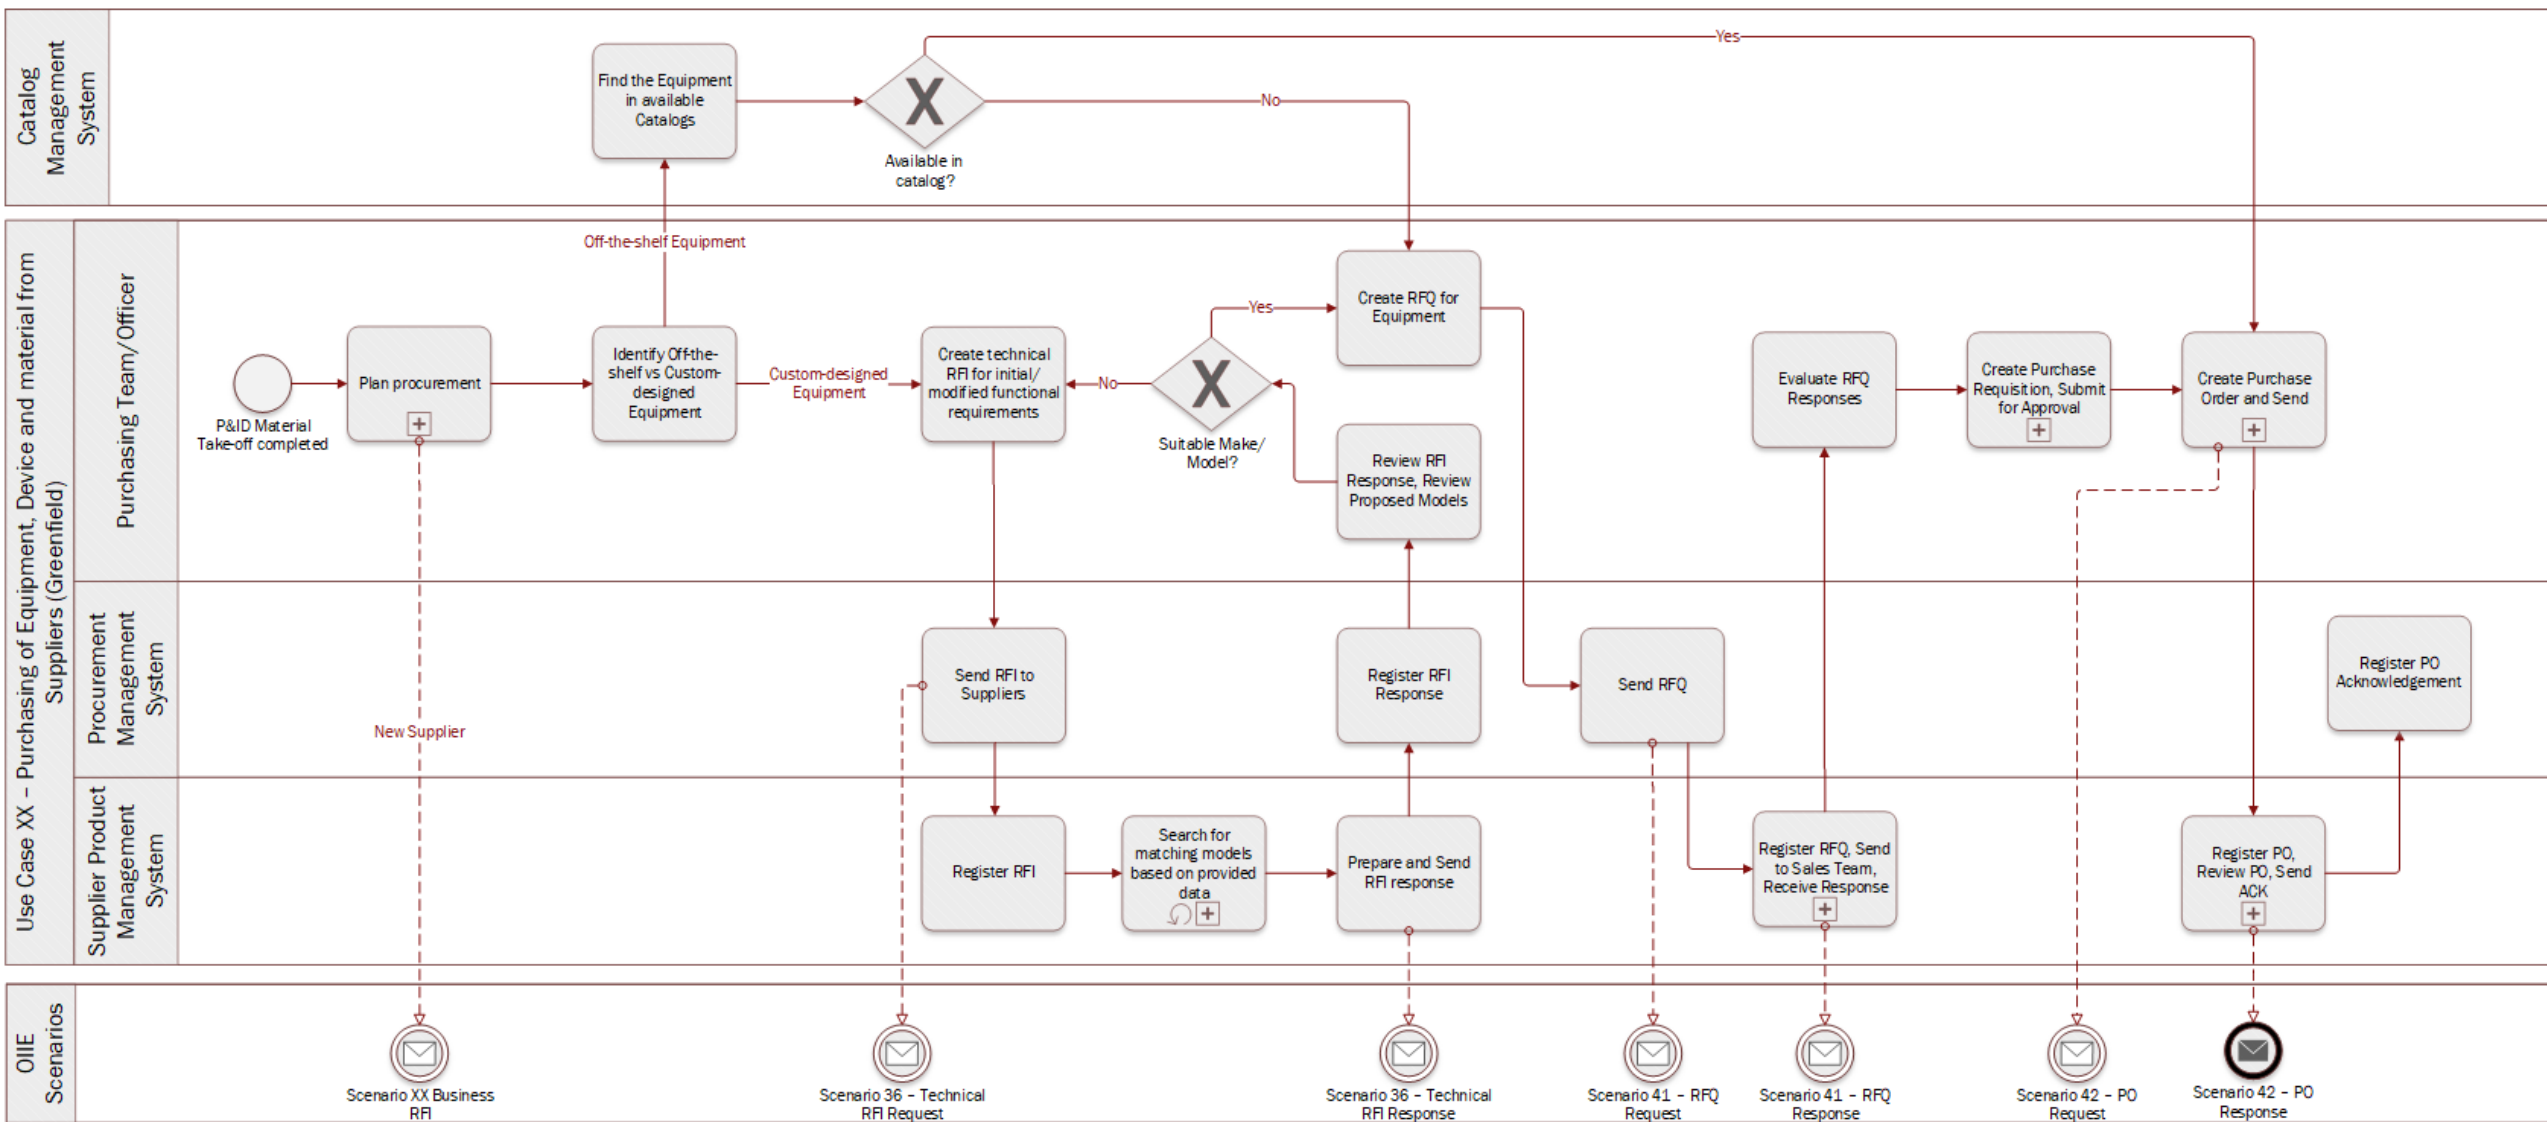 Catalog
Management
System
Find the Equipment
in available
Catalogs
X
Available in
catalog?
Yes
No
Use Case XX – Purchasing of Equipment, Device and material from
Suppliers (Greenfield)
Purchasing Team/Officer
P&ID Material
Take-off completed
Plan procurement
Identify Off-the-
shelf vs Custom-
designed
Equipment
Off-the-shelf Equipment
Custom-designed
Equipment
Create technical
RFI for initial/
modified functional
requirements
No
X
Suitable Make/
Model?
Yes
Create RFQ for
Equipment
Review RFI
Response, Review
Proposed Models
Evaluate RFQ
Responses
Create Purchase
Requisition, Submit
for Approval
Create Purchase
Order and Send
Procurement
Management
System
New Supplier
Send RFI to
Suppliers
Register RFI
Response
Send RFQ
Register PO
Acknowledgement
Supplier Product
Management
System
Register RFI
Search for
matching models
based on provided
data
Prepare and Send
RFI response
Register RFQ, Send
to Sales Team,
Receive Response
Register PO,
Review PO, Send
ACK
OIIE
Scenarios
Scenario XX Business
RFI
Scenario 36 – Technical
RFI Request
Scenario 36 – Technical
RFI Response
Scenario 41 – RFQ
Request
Scenario 41 – RFQ
Response
Scenario 42 – PO
Request
Scenario 42 – PO
Response